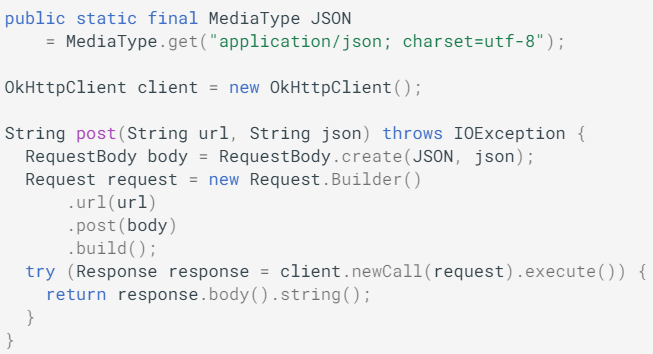 public static final MediaType JSON
    = MediaType.get("application/json; charset=utf-8");

OkHttpClient client = new OkHttpClient();

String post(String url, String json) throws IOException {
  RequestBody body = RequestBody.create(JSON, json);
  Request request = new Request.Builder()
      .url(url)
      .post(body)
      .build();
  try (Response response = client.newCall(request).execute()) {
    return response.body().string();
  }
}